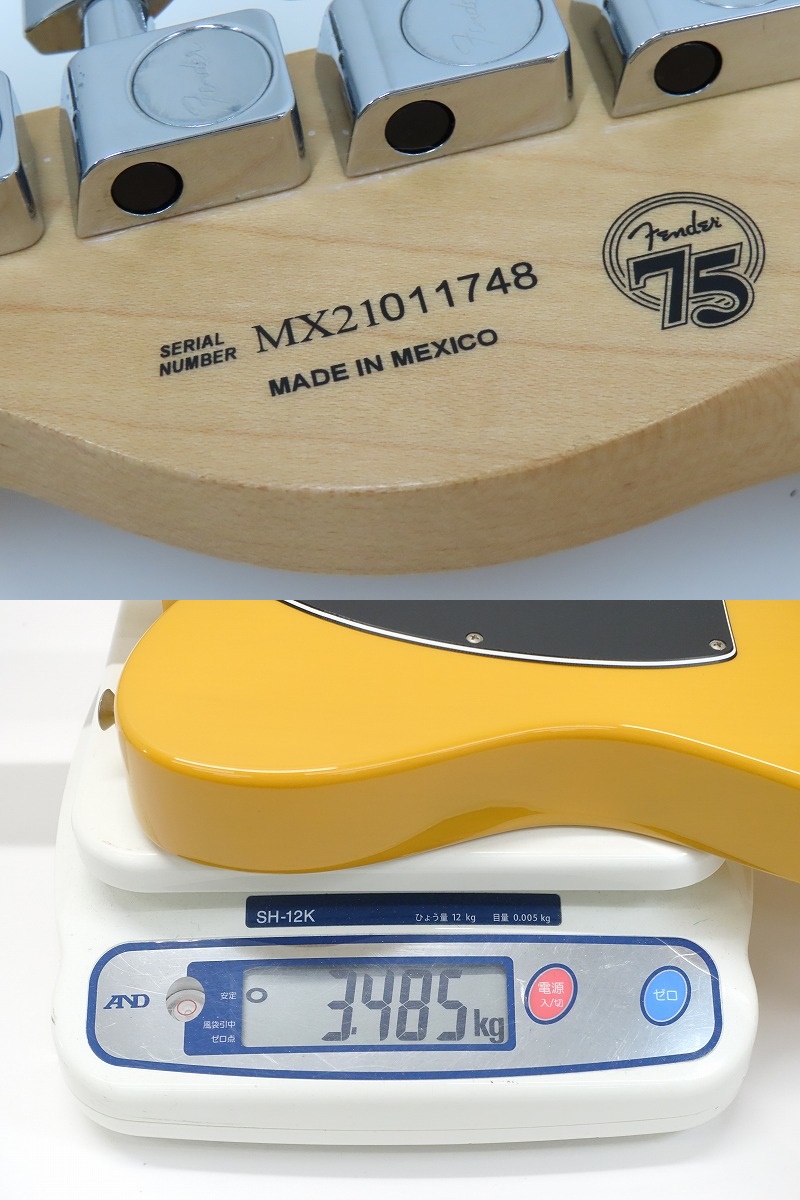 Fender
Fender
Fender
75
SERIAL
NUMBER
MX21011748
MADE IN MEXICO
SH-12K
ひょう量 12 kg 目量 0.005 kg
AND
安定
風袋引中
ゼロ点
3.485 kg
電源
入/切
ゼロ